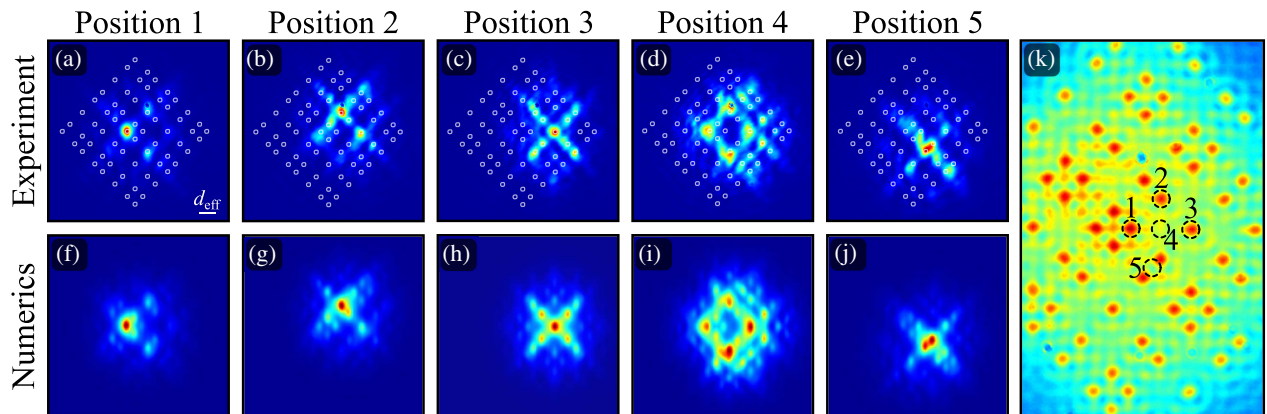 Position 1 Position 2 Position 3 Position 4 Position 5
Experiment
(a) (b) (c) (d) (e) (k)
d_eff
2
1 3
4
5
Numerics
(f) (g) (h) (i) (j)